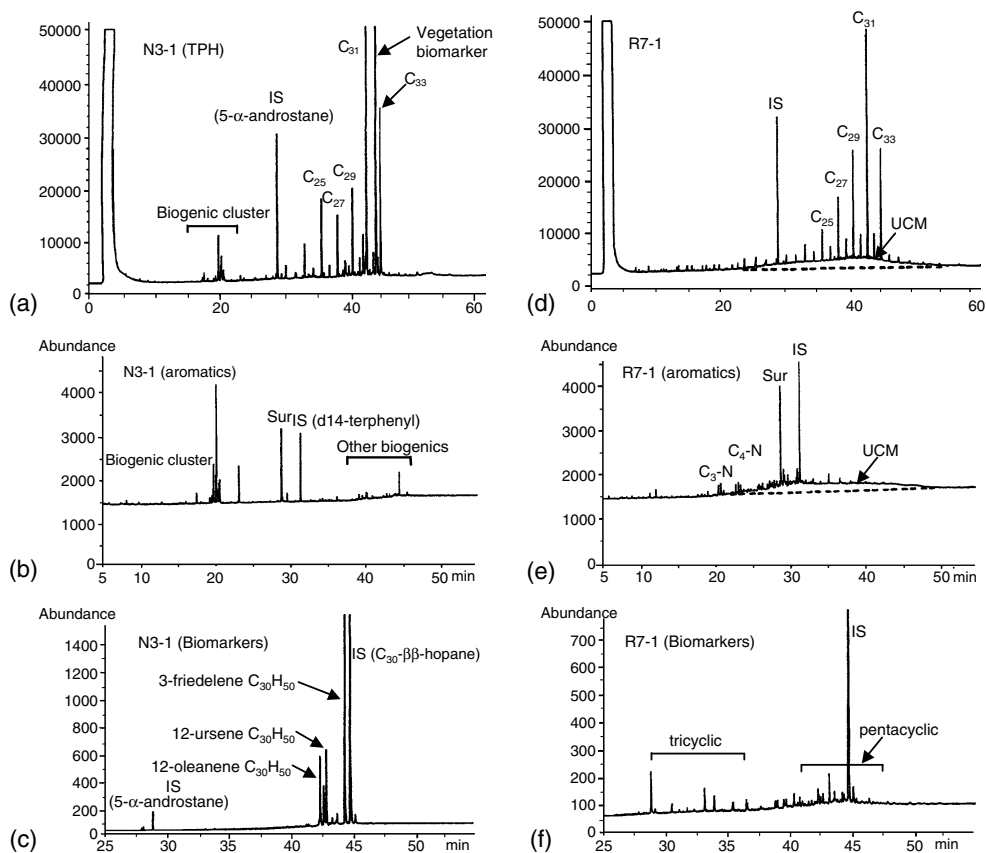 N3-1 (TPH)
50000
40000
30000
20000
10000
0
0
20
40
60
C31
Vegetation
biomarker
C33
IS
(5-α-androstane)
C25
C27
C29
Biogenic cluster
(a)
R7-1
50000
40000
30000
20000
10000
0
0
20
40
60
IS
C31
C29
C33
C27
C25
UCM
(d)
Abundance
N3-1 (aromatics)
4000
3000
2000
1000
0
5
10
20
30
40
50 min
Biogenic cluster
Sur
IS (d14-terphenyl)
Other biogenics
(b)
Abundance
R7-1 (aromatics)
4000
3000
2000
1000
0
5
10
20
30
40
50 min
IS
Sur
C4-N
C3-N
UCM
(e)
Abundance
N3-1 (Biomarkers)
1400
1200
1000
800
600
400
200
0
25
30
35
40
45
50 min
IS (C30-ββ-hopane)
3-friedelene C30H50
12-ursene C30H50
12-oleanene C30H50
IS
(5-α-androstane)
(c)
Abundance
R7-1 (Biomarkers)
700
600
500
400
300
200
100
0
25
30
35
40
45
50 min
IS
tricyclic
pentacyclic
(f)